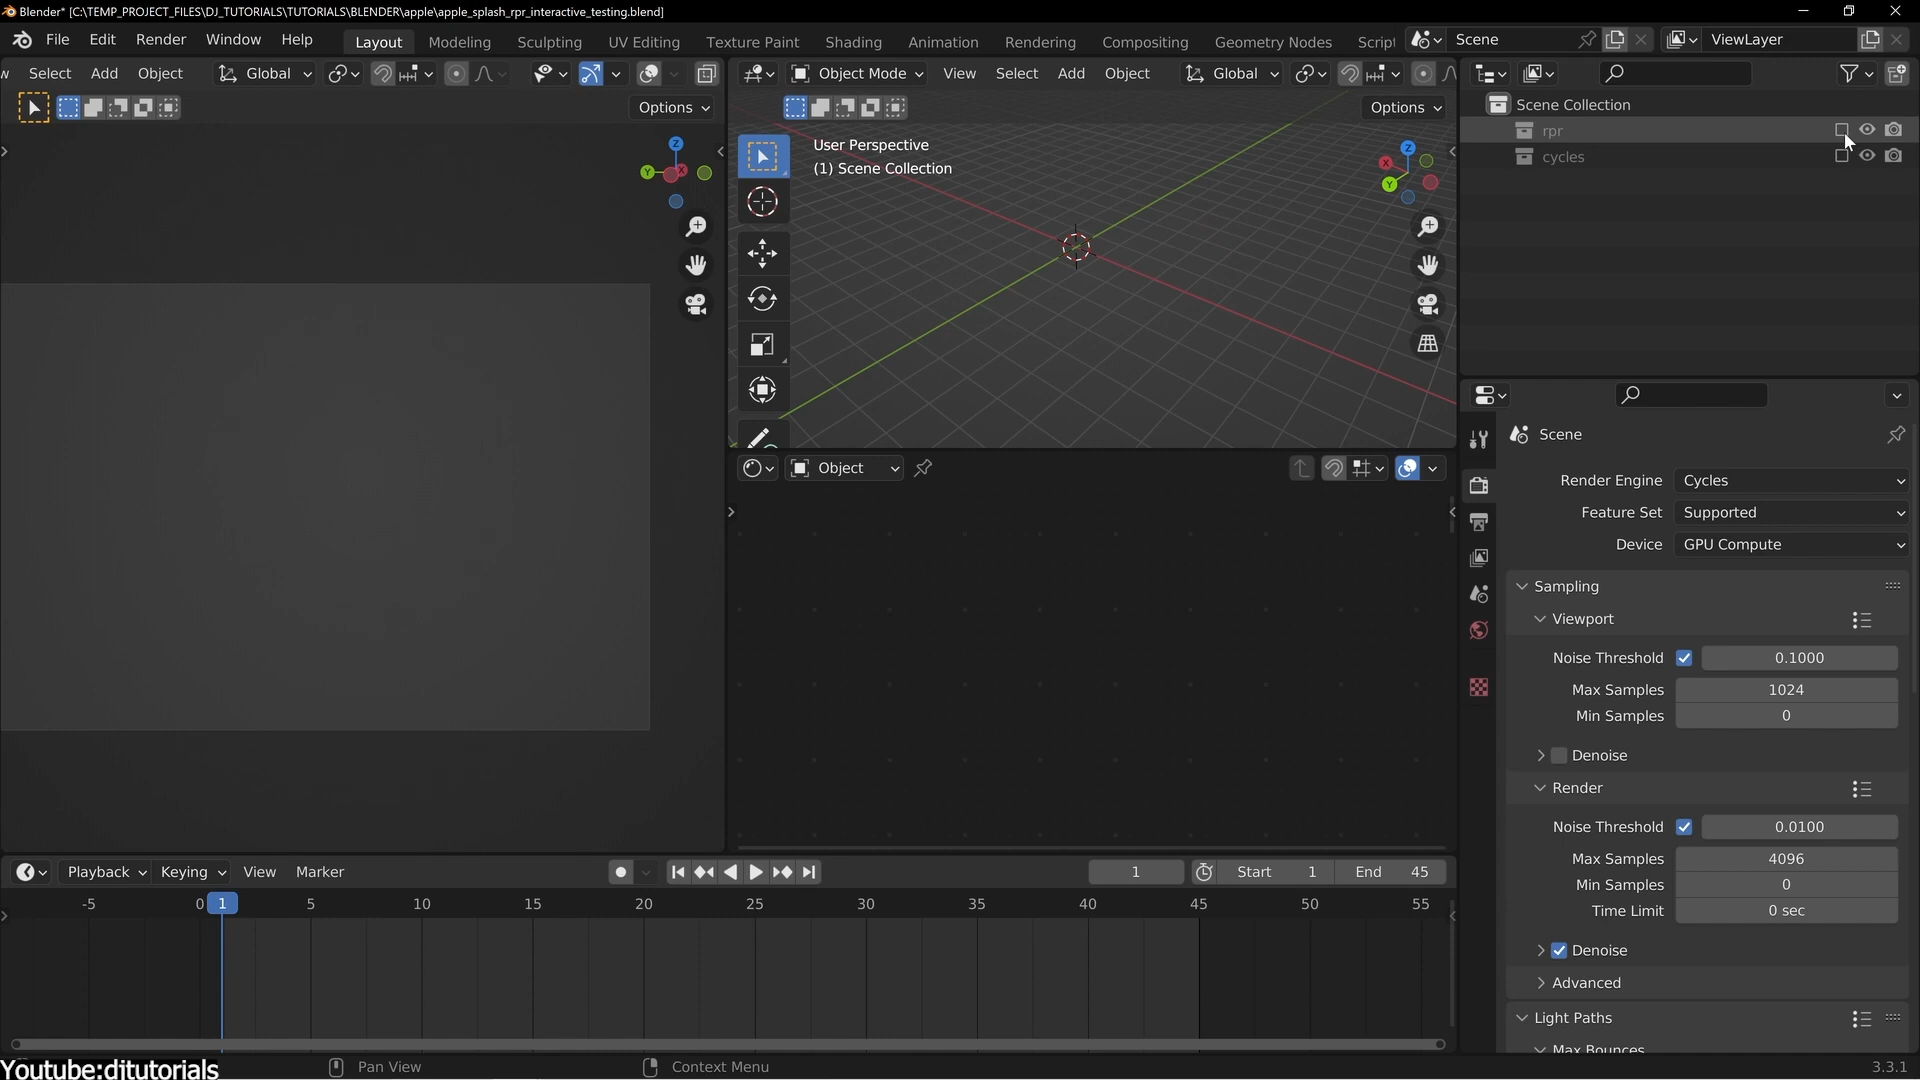 Blender* [C:\TEMP_PROJECT_FILES\DJ_TUTORIALS\TUTORIALS\BLENDER\apple\apple_splash_rpr_interactive_testing.blend]
File Edit Render Window Help Layout Modeling Sculpting UV Editing Texture Paint Shading Animation Rendering Compositing Geometry Nodes Script Scene ViewLayer
w Select Add Object Global Object Mode View Select Add Object Global
Options Options
Scene Collection
rpr
cycles
User Perspective
(1) Scene Collection
Z
Y
X
Z
X
Y
Scene
Object
Render Engine Cycles
Feature Set Supported
Device GPU Compute
Sampling
Viewport
Noise Threshold 0.1000
Max Samples 1024
Min Samples 0
Denoise
Render
Noise Threshold 0.0100
Max Samples 4096
Min Samples 0
Time Limit 0 sec
Denoise
Advanced
Light Paths
Max Bounces
Playback Keying View Marker 1 Start 1 End 45
-5 0 1 5 10 15 20 25 30 35 40 45 50 55
Youtube:djtutorials Pan View Context Menu 3.3.1